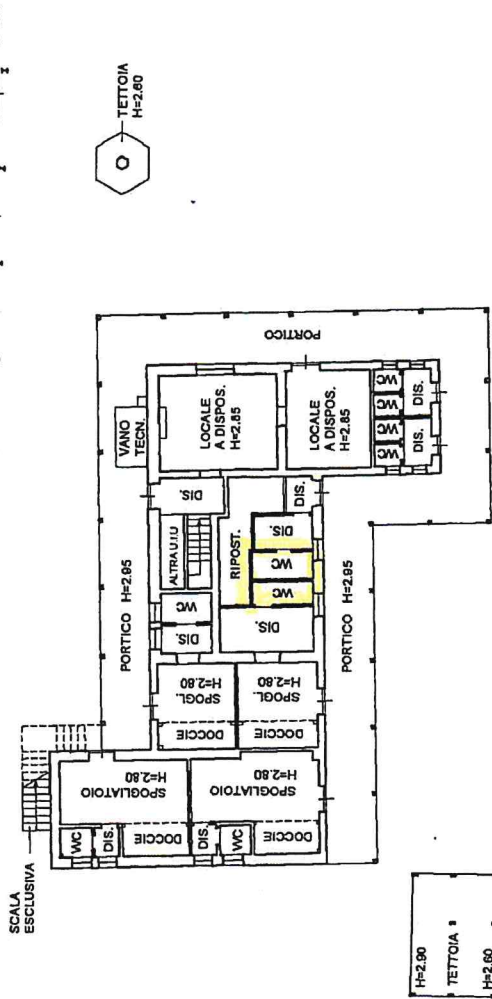 TETTOIA
H=2.60
PORTICO
VANO
TECN.
LOCALE
A DISPOS.
H=2.85
LOCALE
A DISPOS.
H=2.85
WC
WC
WC
WC
DIS.
DIS.
DIS.
ALTRA U.I.U
RIPOST.
DIS.
DIS.
WC
WC
WC
DIS.
DIS.
PORTICO H=2.95
PORTICO H=2.95
SPOGL.
H=2.80
SPOGL.
H=2.80
DOCCIE
DOCCIE
SPOGLIATOIO
H=2.80
SPOGLIATOIO
H=2.80
WC
DIS.
DOCCIE
DIS.
WC
DOCCIE
SCALA
ESCLUSIVA
H=2.90
TETTOIA
H=2.60